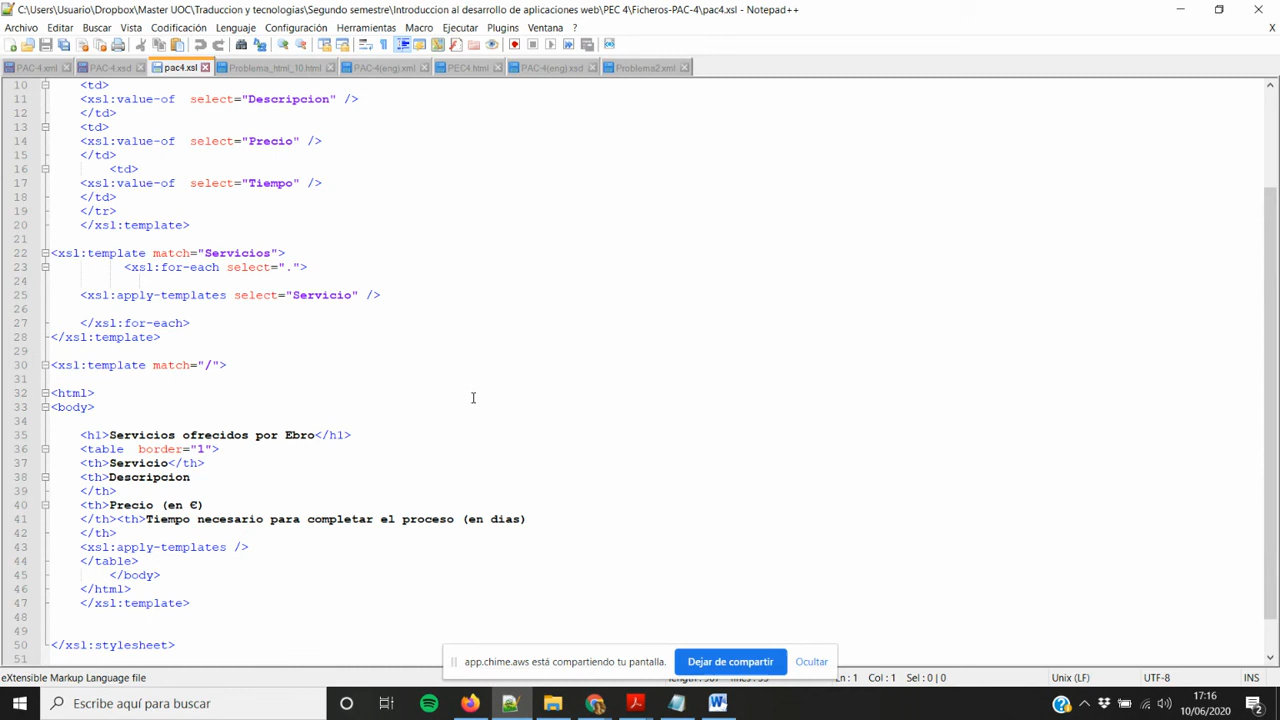 C:\Users\Usuario\Dropbox\Master UOC\Traduccion y tecnologias\Segundo semestre\Introduccion al desarrollo de aplicaciones web\PEC 4\Ficheros-PAC-4\pac4.xsl - Notepad++
Archivo Editar Buscar Vista Codificación Lenguaje Configuración Herramientas Macro Ejecutar Plugins Ventana ? X
PAC-4.xml PAC-4.xsd pac4.xsl Problema_html_10.html PAC-4(eng).xml PEC4.html PAC-4(eng).xsd Problema2.xml
10 <td>
11 <xsl:value-of select="Descripcion" />
12 </td>
13 <td>
14 <xsl:value-of select="Precio" />
15 </td>
16 <td>
17 <xsl:value-of select="Tiempo" />
18 </td>
19 </tr>
20 </xsl:template>
21
22 <xsl:template match="Servicios">
23 <xsl:for-each select=".">
24
25 <xsl:apply-templates select="Servicio" />
26
27 </xsl:for-each>
28 </xsl:template>
29
30 <xsl:template match="/">
31
32 <html>
33 <body>
34
35 <h1>Servicios ofrecidos por Ebro</h1>
36 <table border="1">
37 <th>Servicio</th>
38 <th>Descripcion
39 </th>
40 <th>Precio (en €)
41 </th><th>Tiempo necesario para completar el proceso (en dias)
42 </th>
43 <xsl:apply-templates />
44 </table>
45 </body>
46 </html>
47 </xsl:template>
48
49
50 </xsl:stylesheet>
51
app.chime.aws está compartiendo tu pantalla. Dejar de compartir Ocultar
eXtensible Markup Language file Ln : 1 Col : 1 Sel : 0 | 0 Unix (LF) UTF-8 INS
Escribe aquí para buscar
17:16
10/06/2020
2